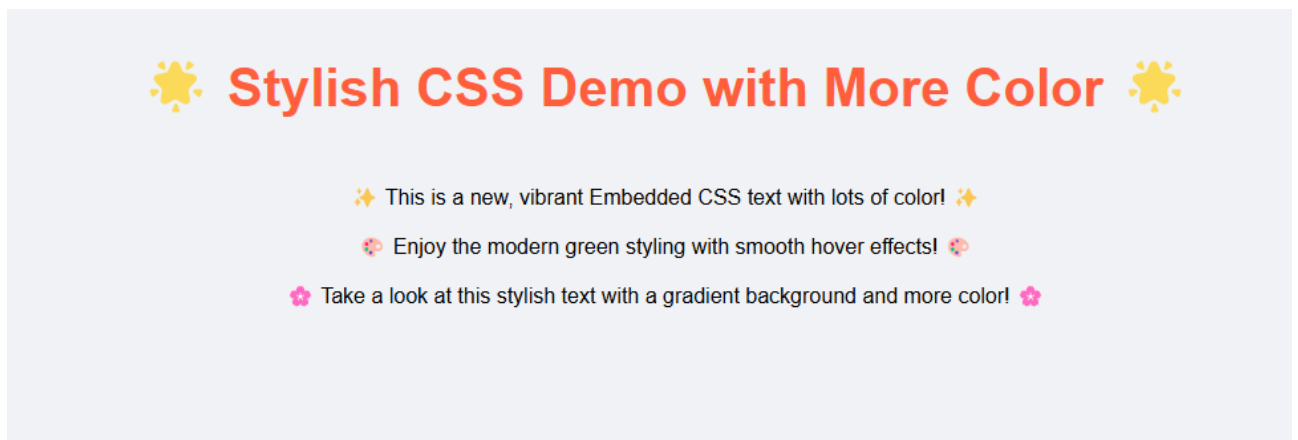 🌟 Stylish CSS Demo with More Color 🌟
✨ This is a new, vibrant Embedded CSS text with lots of color! ✨
🎨 Enjoy the modern green styling with smooth hover effects! 🎨
🌸 Take a look at this stylish text with a gradient background and more color! 🌸